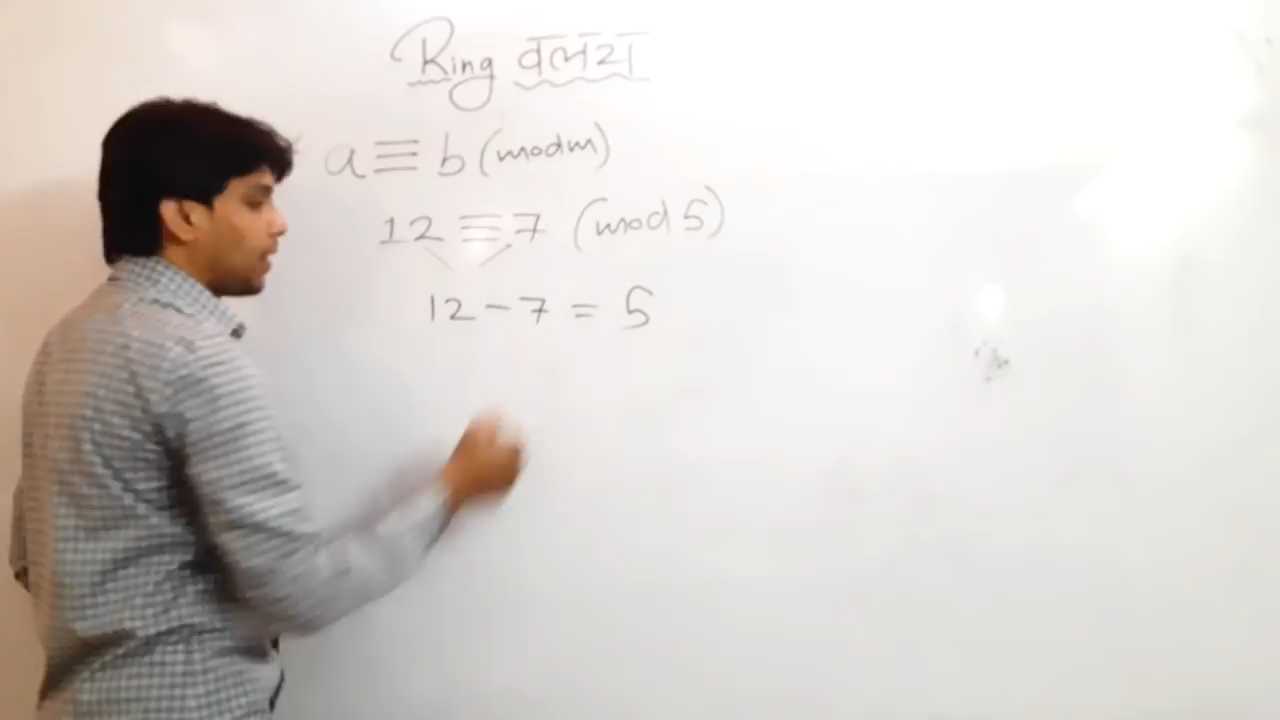 Ring वलय
a ≡ b (mod m)
12 ≡ 7 (mod 5)
12 - 7 = 5